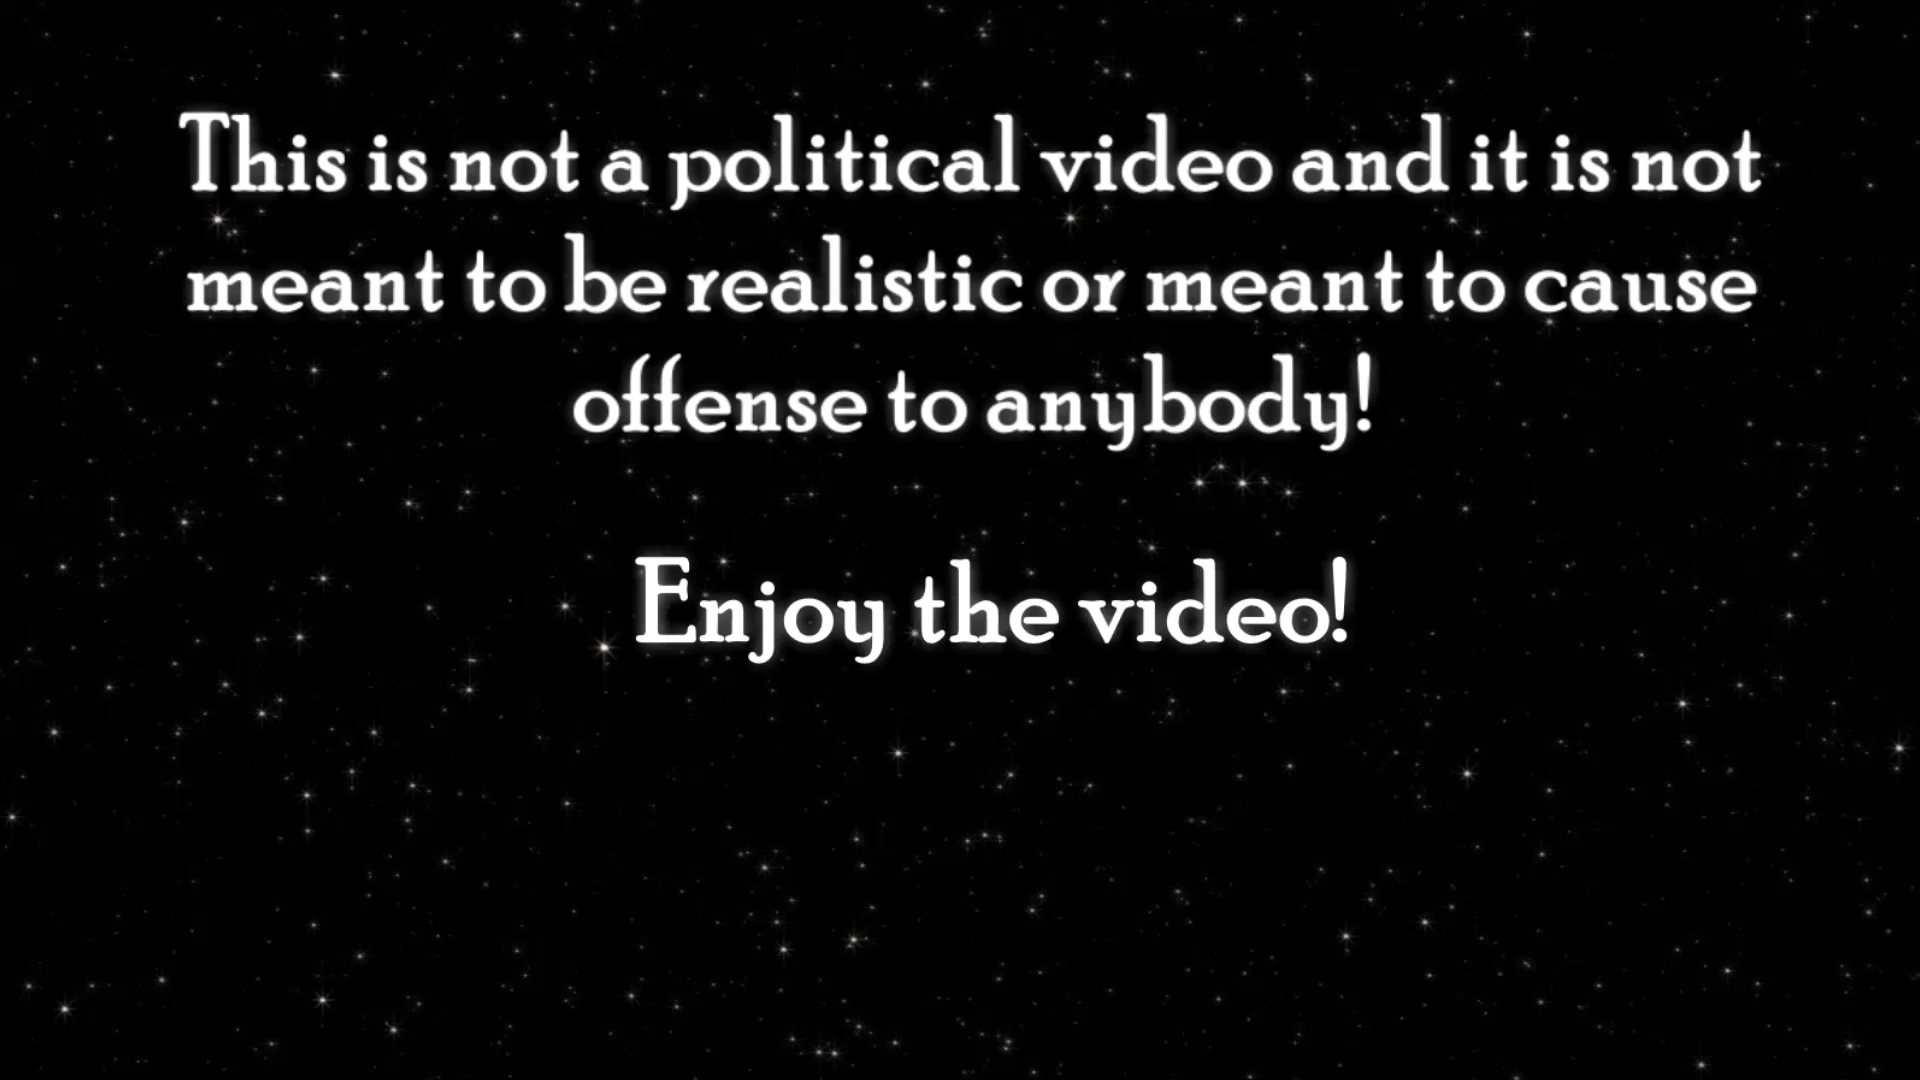 This is not a political video and it is not
meant to be realistic or meant to cause
offense to anybody!
Enjoy the video!